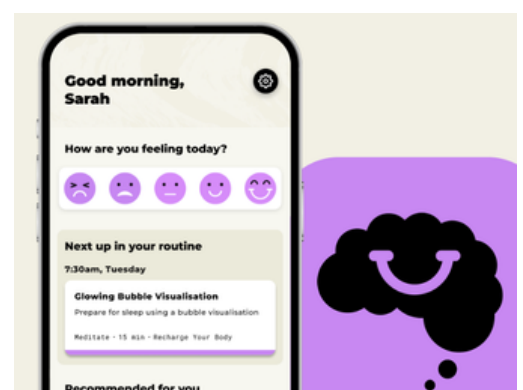 Good morning,
Sarah
How are you feeling today?
Next up in your routine
7:30am, Tuesday
Glowing Bubble Visualisation
Prepare for sleep using a bubble visualisation
Meditate · 15 min · Recharge Your Body
Recommended for you